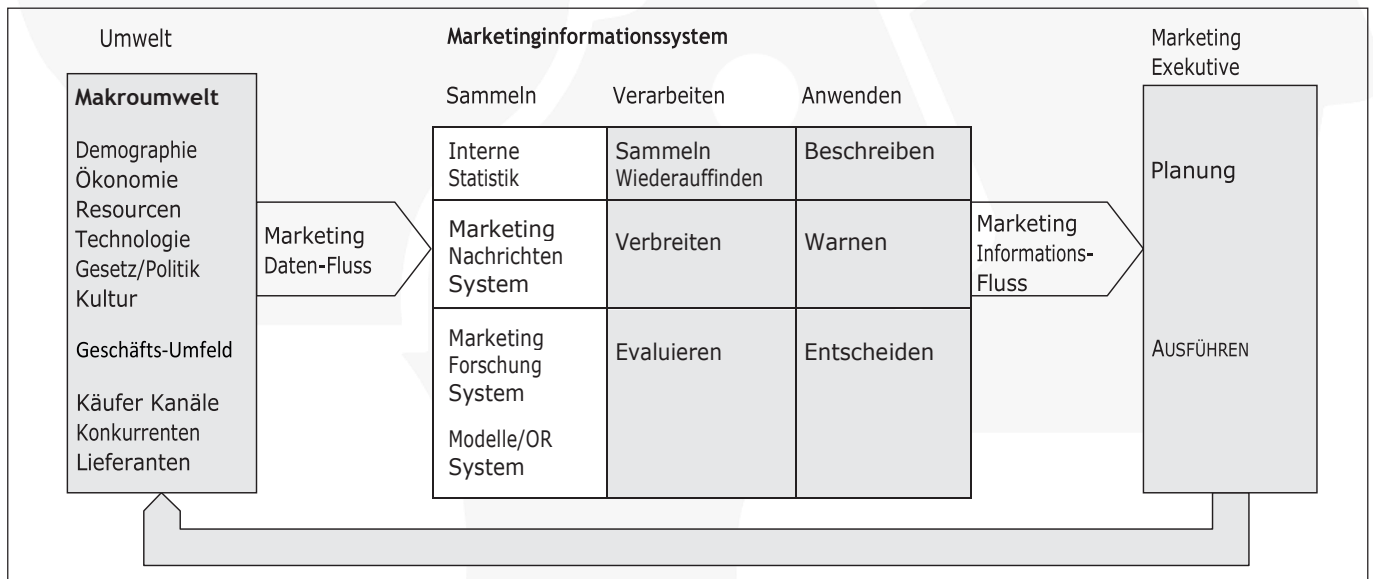 Umwelt
Makroumwelt
Demographie
Ökonomie
Resourcen
Technologie
Gesetz/Politik
Kultur
Geschäfts-Umfeld
Käufer Kanäle
Konkurrenten
Lieferanten
Marketing
Daten-Fluss
Marketinginformationssystem
Sammeln
Verarbeiten
Anwenden
Interne
Statistik
Sammeln
Wiederauffinden
Beschreiben
Marketing
Nachrichten
System
Verbreiten
Warnen
Marketing
Forschung
System
Modelle/OR
System
Evaluieren
Entscheiden
Marketing
Informations-
Fluss
Marketing
Exekutive
Planung
AUSFÜHREN